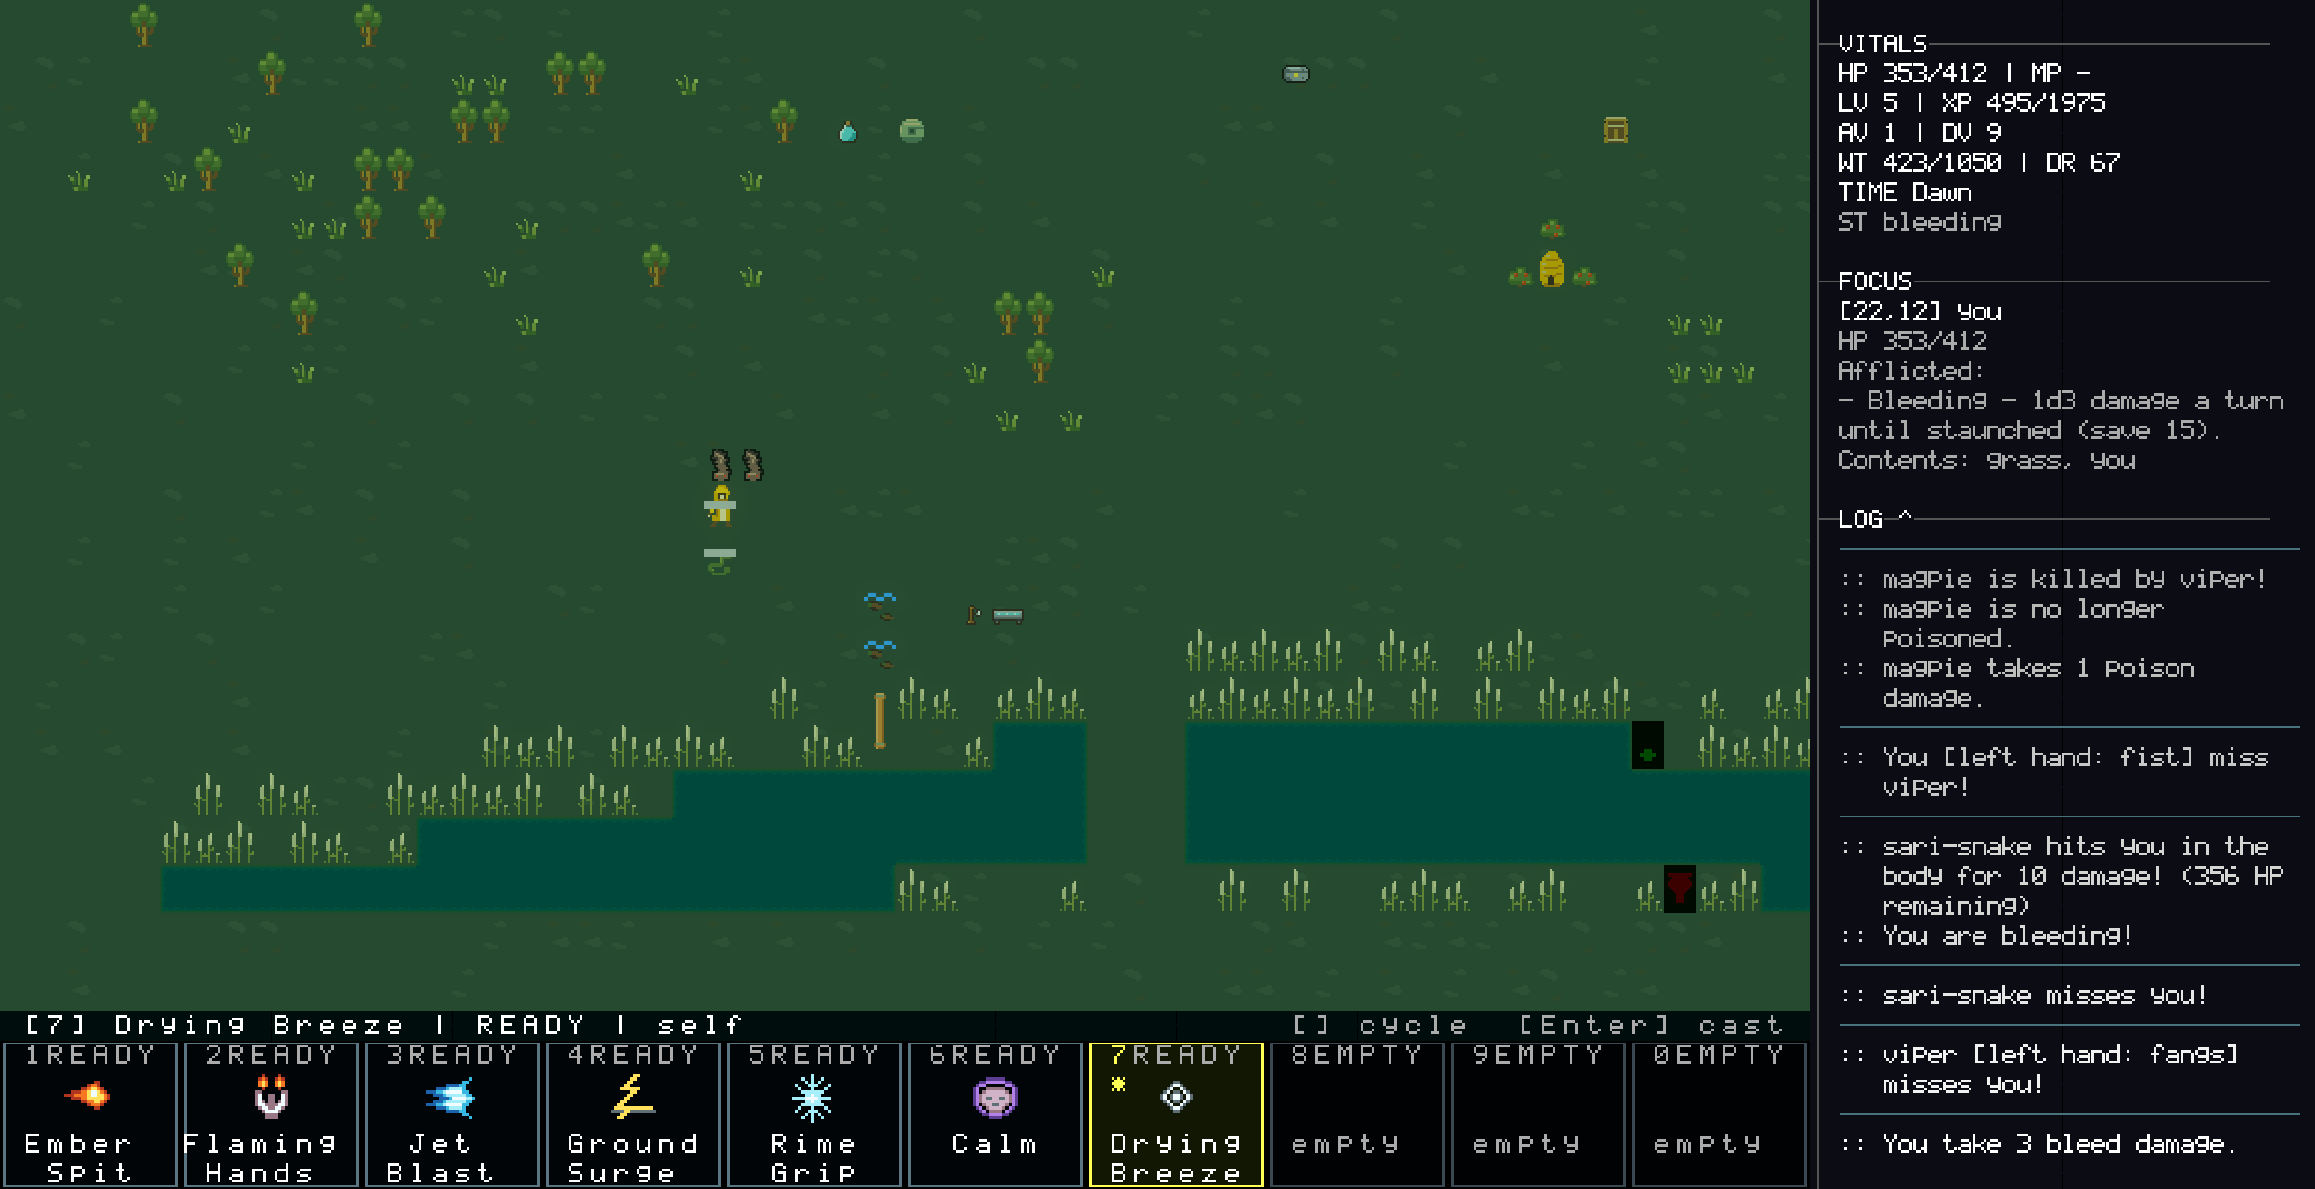 VITALS
HP 353/412 | MP -
LV 5 | XP 495/1975
AV 1 | DV 9
WT 423/1050 | DR 67
TIME Dawn
ST bleeding
FOCUS
[22,12] you
HP 353/412
Afflicted:
- Bleeding - 1d3 damage a turn
until staunched (save 15).
Contents: grass, you
LOG ^
:: magpie is killed by viper!
:: magpie is no longer
poisoned.
:: magpie takes 1 poison
damage.
:: You [left hand: fist] miss
viper!
:: sari-snake hits you in the
body for 10 damage! (356 HP
remaining)
:: You are bleeding!
:: sari-snake misses you!
:: viper [left hand: fangs]
misses you!
:: You take 3 bleed damage.
[7] Drying Breeze | READY | self
[] cycle [Enter] cast
1READY
Ember
Spit
2READY
Flaming
Hands
3READY
Jet
Blast
4READY
Ground
Surge
5READY
Rime
Grip
6READY
Calm
7READY
Drying
Breeze
8EMPTY
empty
9EMPTY
empty
0EMPTY
empty